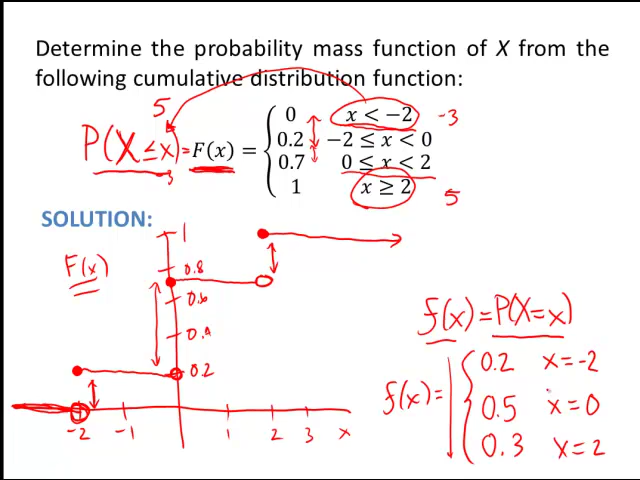 Determine the probability mass function of X from the
following cumulative distribution function:
5
0 x < −2 -3
P(X ≤ x) = F(x) = 0.2 −2 ≤ x < 0
0.7 0 ≤ x < 2
3
1 x ≥ 2 5
SOLUTION:
1
F(x) 0.8
0.6
0.4
0.2
-2 -1 1 2 3 x
f(x) = P(X = x)
f(x) = 0.2 x = -2
0.5 x = 0
0.3 x = 2